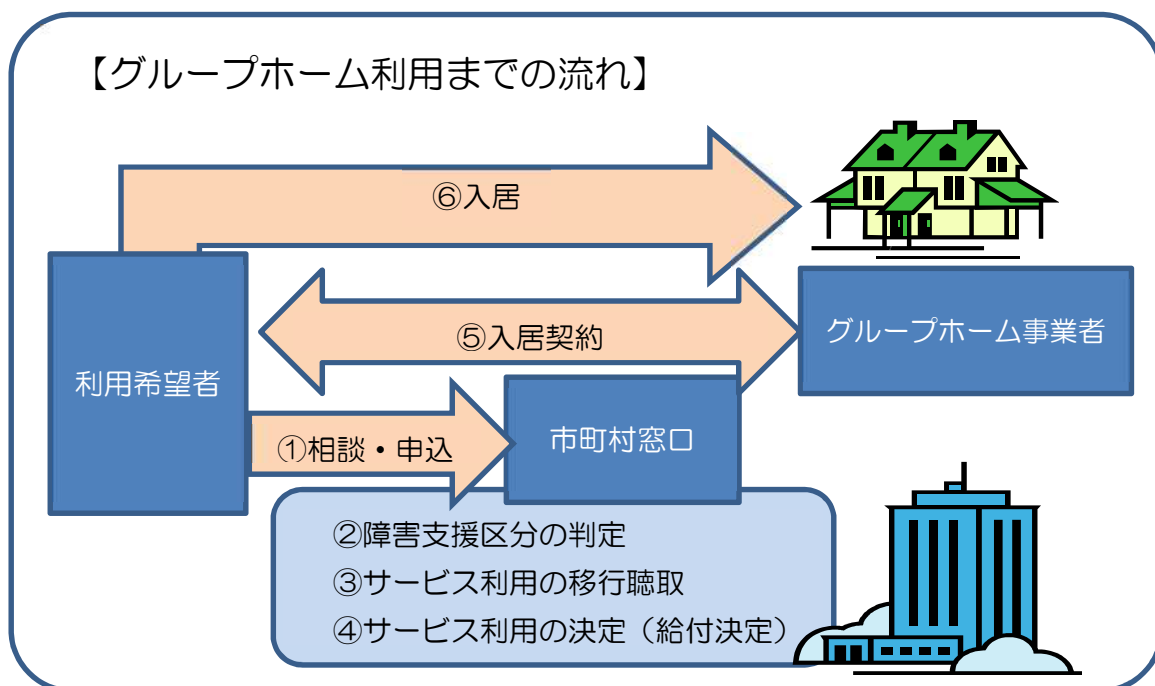 【グループホーム利用までの流れ】
⑥入居
グループホーム事業者
⑤入居契約
利用希望者
市町村窓口
①相談・申込
②障害支援区分の判定
③サービス利用の移行聴取
④サービス利用の決定（給付決定）